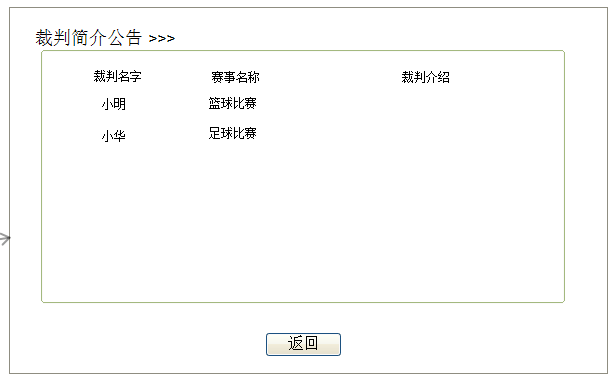 裁判简介公告 >>>
裁判名字 赛事名称 裁判介绍
小明 篮球比赛
小华 足球比赛
返回